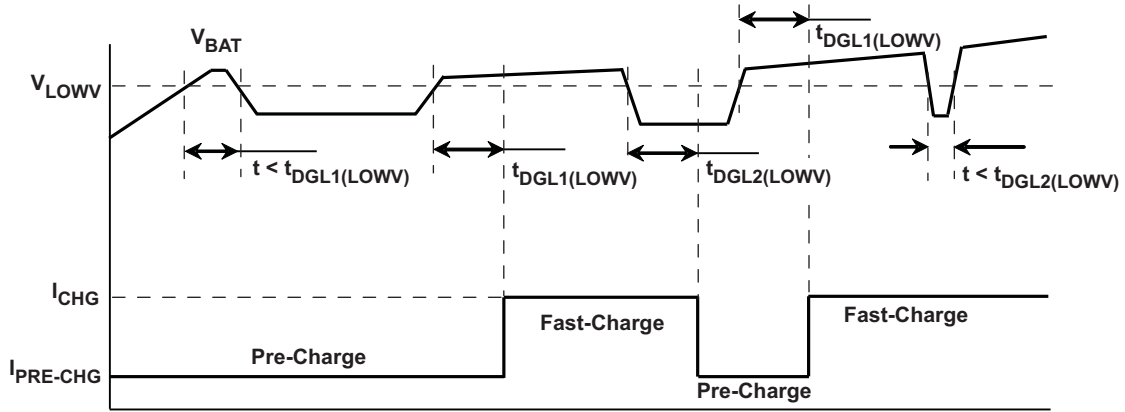 V_BAT
t_DGL1(LOWV)
V_LOWV
t < t_DGL1(LOWV)
t_DGL1(LOWV)
t_DGL2(LOWV)
t < t_DGL2(LOWV)
I_CHG
Fast-Charge
Fast-Charge
Pre-Charge
I_PRE-CHG
Pre-Charge